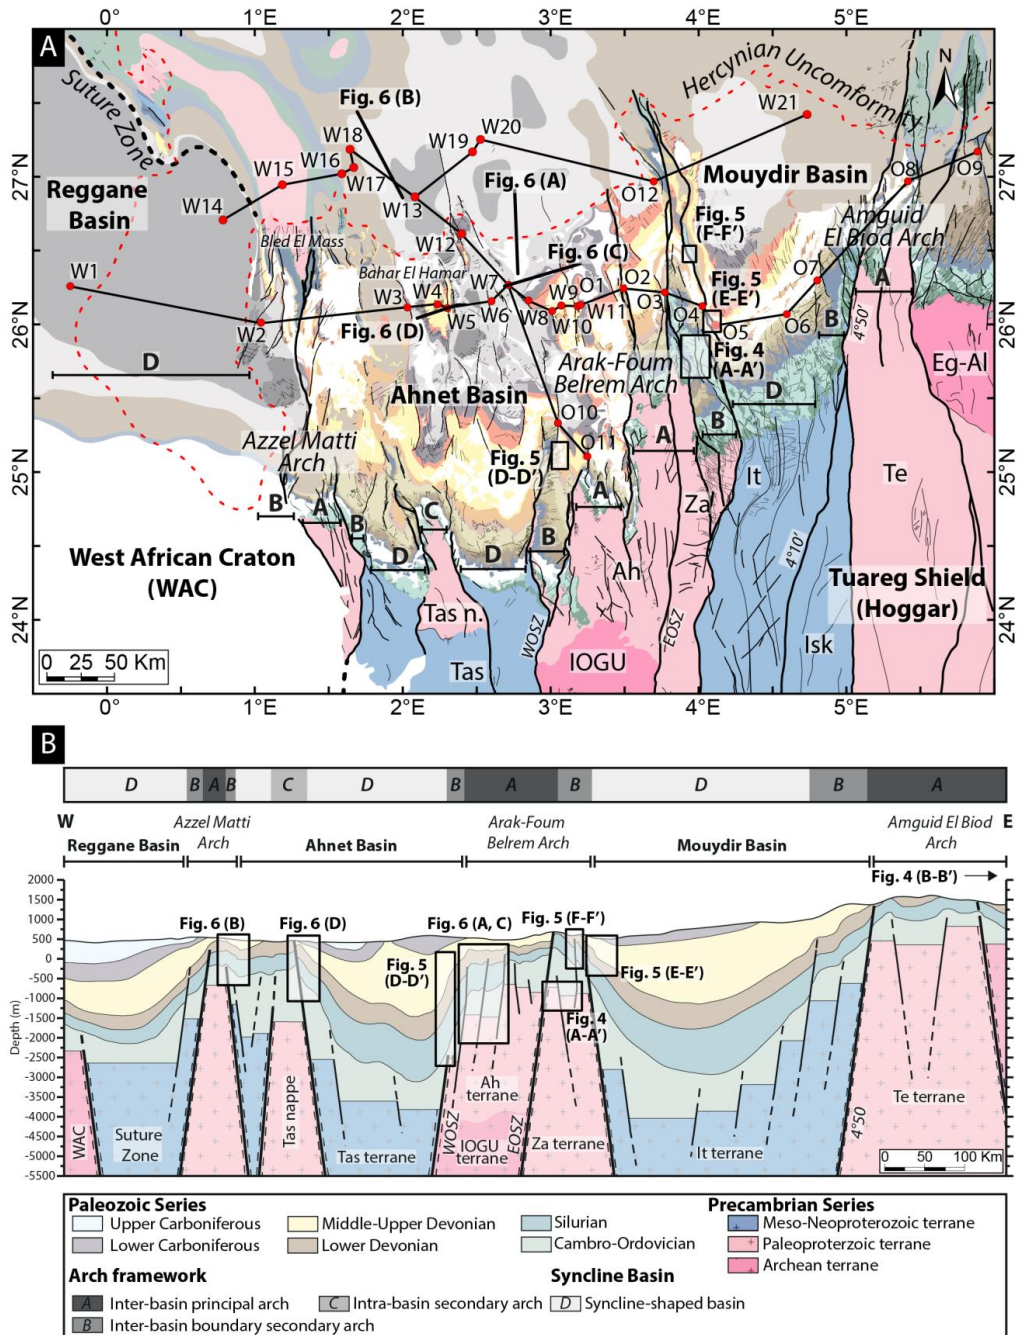 0° 1°E 2°E 3°E 4°E 5°E
A
Suture Zone
Hercynian Uncomformity
N
Fig. 6 (B)
W18
W19
W20
W21
27°N
W15
W16
W17
Fig. 6 (A)
Mouydir Basin
27°N
Reggane
Basin
W14
W13
O12
O8
O9
Bled El Mass
W12
Fig. 6 (C)
Fig. 5
(F-F')
Amguid
El Biod Arch
W1
Bahar El Hamar
W7
O1
O2
Fig. 5
(E-E')
O7
A
W3
W4
W9
O3
26°N
W2
Fig. 6 (D)
W5
W6
W8
W10
W11
O4
O5
O6
B
4°50'
26°N
D
Arak-Foum
Belrem Arch
Fig. 4
(A-A')
Eg-Al
Ahnet Basin
D
Azzel Matti
Arch
O10
B
25°N
Fig. 5
(D-D')
O11
A
It
Te
25°N
B
A
C
A
Za
West African Craton
(WAC)
B
D
D
B
Ah
4°10'
Tuareg Shield
(Hoggar)
24°N
Tas n.
WOSZ
EOSZ
24°N
0 25 50 Km
Tas
IOGU
Isk
0° 1°E 2°E 3°E 4°E 5°E
B
D B A B C D B A B D B A
W
Azzel Matti
Arch
Arak-Foum
Belrem Arch
Amguid El Biod
Arch
E
Reggane Basin
Ahnet Basin
Mouydir Basin
Fig. 4 (B-B')
2000
1500
1000
500
0
-500
-1000
-1500
-2000
-2500
-3000
-3500
-4000
-4500
-5000
-5500
Depth (m)
Fig. 6 (B)
Fig. 6 (D)
Fig. 6 (A, C)
Fig. 5 (F-F')
Fig. 5
(D-D')
Fig. 5 (E-E')
Fig. 4
(A-A')
WAC
Suture
Zone
Tas nappe
Tas terrane
WOSZ
Ah
terrane
IOGU
terrane
EOSZ
Za terrane
It terrane
4°50
Te terrane
0 50 100 Km
Paleozoic Series
Precambrian Series
Upper Carboniferous
Middle-Upper Devonian
Silurian
Meso-Neoproterozoic terrane
Lower Carboniferous
Lower Devonian
Cambro-Ordovician
Paleoproterzoic terrane
Archean terrane
Arch framework
Syncline Basin
A Inter-basin principal arch
C Intra-basin secondary arch
D Syncline-shaped basin
B Inter-basin boundary secondary arch